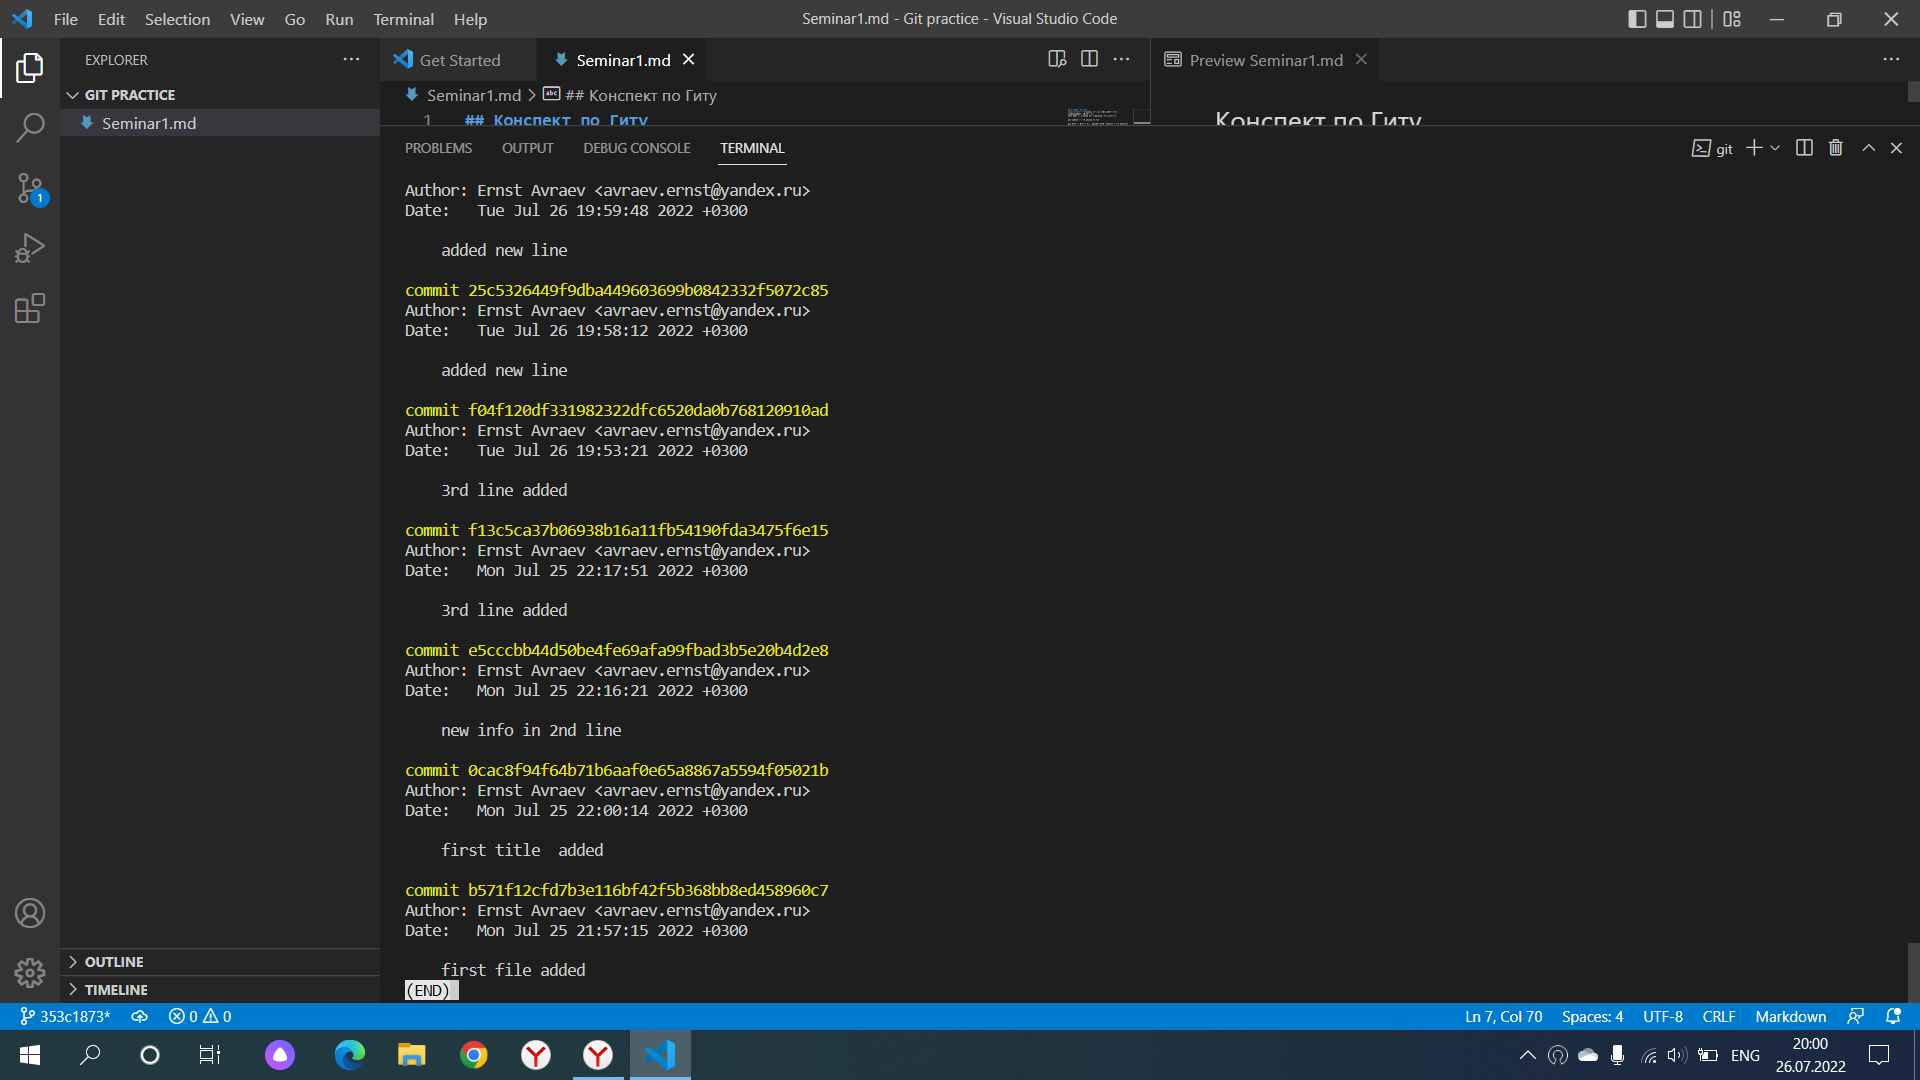 File Edit Selection View Go Run Terminal Help
Seminar1.md - Git practice - Visual Studio Code
EXPLORER
Get Started
Seminar1.md
Preview Seminar1.md
GIT PRACTICE
Seminar1.md > abc ## Конспект по Гиту
Seminar1.md
1 ## Конспект по Гиту
Конспект по Гиту
PROBLEMS OUTPUT DEBUG CONSOLE TERMINAL
git
Author: Ernst Avraev <avraev.ernst@yandex.ru>
Date:   Tue Jul 26 19:59:48 2022 +0300
added new line
commit 25c5326449f9dba449603699b0842332f5072c85
Author: Ernst Avraev <avraev.ernst@yandex.ru>
Date:   Tue Jul 26 19:58:12 2022 +0300
added new line
commit f04f120df331982322dfc6520da0b768120910ad
Author: Ernst Avraev <avraev.ernst@yandex.ru>
Date:   Tue Jul 26 19:53:21 2022 +0300
3rd line added
commit f13c5ca37b06938b16a11fb54190fda3475f6e15
Author: Ernst Avraev <avraev.ernst@yandex.ru>
Date:   Mon Jul 25 22:17:51 2022 +0300
3rd line added
commit e5cccbb44d50be4fe69afa99fbad3b5e20b4d2e8
Author: Ernst Avraev <avraev.ernst@yandex.ru>
Date:   Mon Jul 25 22:16:21 2022 +0300
new info in 2nd line
commit 0cac8f94f64b71b6aaf0e65a8867a5594f05021b
Author: Ernst Avraev <avraev.ernst@yandex.ru>
Date:   Mon Jul 25 22:00:14 2022 +0300
first title  added
commit b571f12cfd7b3e116bf42f5b368bb8ed458960c7
Author: Ernst Avraev <avraev.ernst@yandex.ru>
Date:   Mon Jul 25 21:57:15 2022 +0300
first file added
(END)
1
OUTLINE
TIMELINE
353c1873* 0 0
Ln 7, Col 70 Spaces: 4 UTF-8 CRLF Markdown
ENG
20:00
26.07.2022